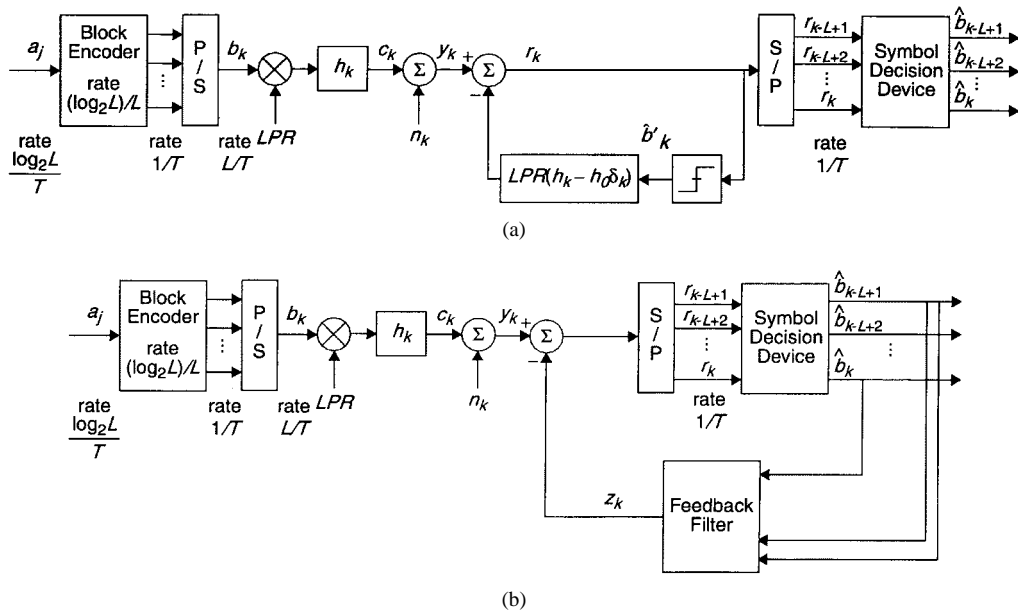 a_j
Block
Encoder
rate
(log₂L)/L
⋮
P
/
S
b_k
LPR
h_k
c_k
Σ
n_k
y_k
+
Σ
−
r_k
LPR(h_k − h_0δ_k)
b̂'_k
S
/
P
r_{k-L+1}
r_{k-L+2}
⋮
r_k
Symbol
Decision
Device
b̂_{k-L+1}
b̂_{k-L+2}
⋮
b̂_k
rate
log₂L
T
rate
1/T
rate
L/T
rate
1/T
(a)
a_j
Block
Encoder
rate
(log₂L)/L
⋮
P
/
S
b_k
LPR
h_k
c_k
Σ
n_k
y_k
+
Σ
−
S
/
P
r_{k-L+1}
r_{k-L+2}
⋮
r_k
Symbol
Decision
Device
b̂_{k-L+1}
b̂_{k-L+2}
⋮
b̂_k
rate
log₂L
T
rate
1/T
rate
L/T
rate
1/T
z_k
Feedback
Filter
(b)